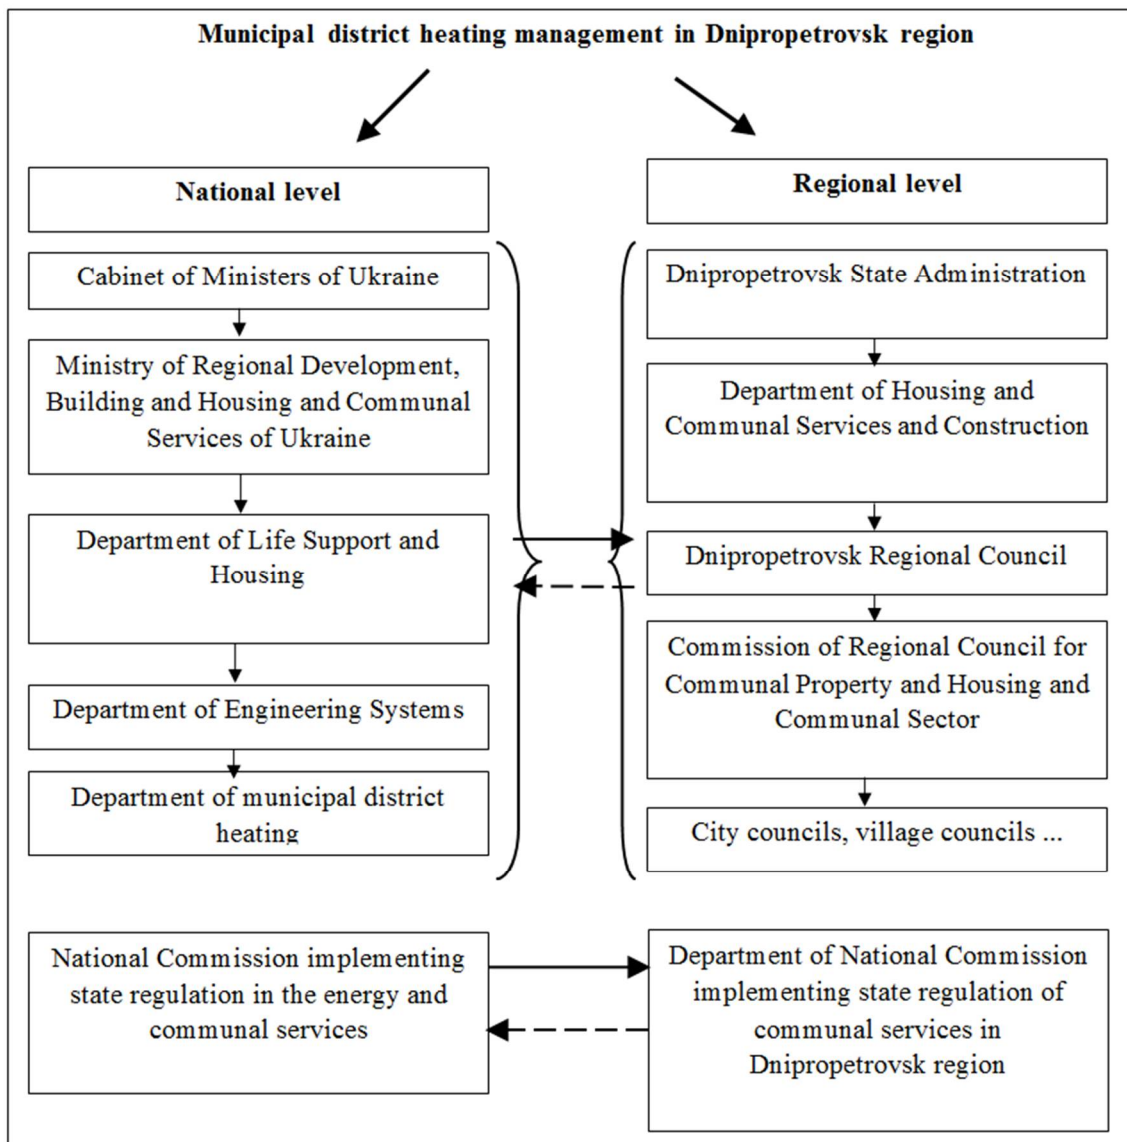 Municipal district heating management in Dnipropetrovsk region
National level
Cabinet of Ministers of Ukraine
Ministry of Regional Development,
Building and Housing and Communal
Services of Ukraine
Department of Life Support and
Housing
Department of Engineering Systems
Department of municipal district
heating
Regional level
Dnipropetrovsk State Administration
Department of Housing and
Communal Services and Construction
Dnipropetrovsk Regional Council
Commission of Regional Council for
Communal Property and Housing and
Communal Sector
City councils, village councils ...
National Commission implementing
state regulation in the energy and
communal services
Department of National Commission
implementing state regulation of
communal services in
Dnipropetrovsk region